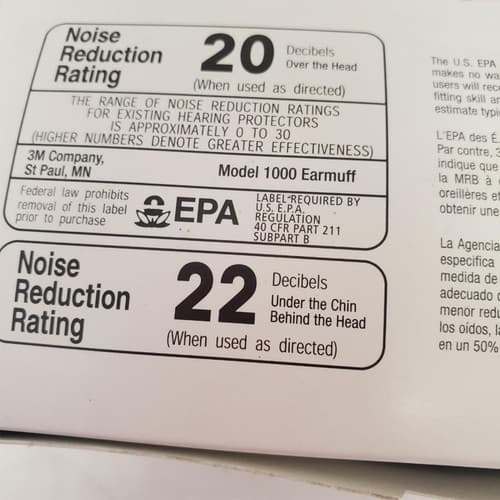 Noise
Reduction
Rating
20
Decibels
Over the Head
(When used as directed)
THE RANGE OF NOISE REDUCTION RATINGS
FOR EXISTING HEARING PROTECTORS
IS APPROXIMATELY 0 TO 30
(HIGHER NUMBERS DENOTE GREATER EFFECTIVENESS)
3M Company,
St Paul, MN
Model 1000 Earmuff
Federal law prohibits
removal of this label
prior to purchase
EPA
LABEL REQUIRED BY
U.S. E.P.A.
REGULATION
40 CFR PART 211
SUBPART B
Noise
Reduction
Rating
22
Decibels
Under the Chin
Behind the Head
(When used as directed)
The U.S. EPA
makes no wa
users will rece
fitting skill a
estimate typi
L'EPA des É
Par contre, 3
indique que
la MRB à
oreillères et
obtenir une
La Agencia
especifica
medida de
adecuado
menor redu
los oídos, la
en un 50%